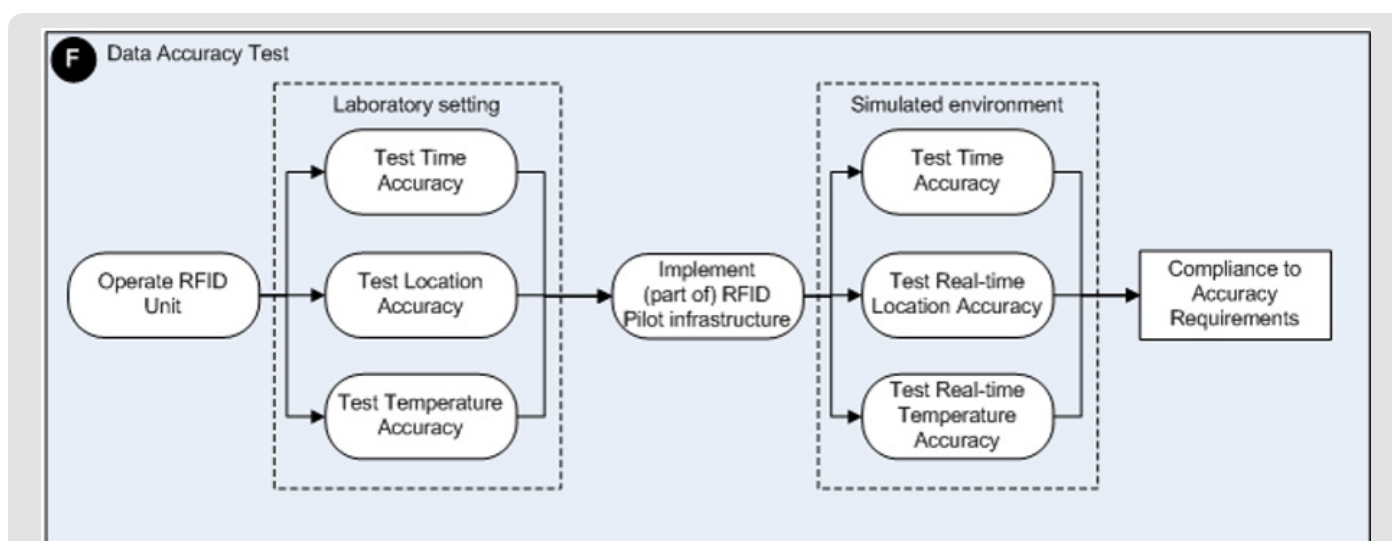 F
Data Accuracy Test
Laboratory setting
Simulated environment
Test Time
Accuracy
Test Time
Accuracy
Operate RFID
Unit
Test Location
Accuracy
Implement
(part of) RFID
Pilot infrastructure
Test Real-time
Location Accuracy
Compliance to
Accuracy
Requirements
Test Temperature
Accuracy
Test Real-time
Temperature
Accuracy